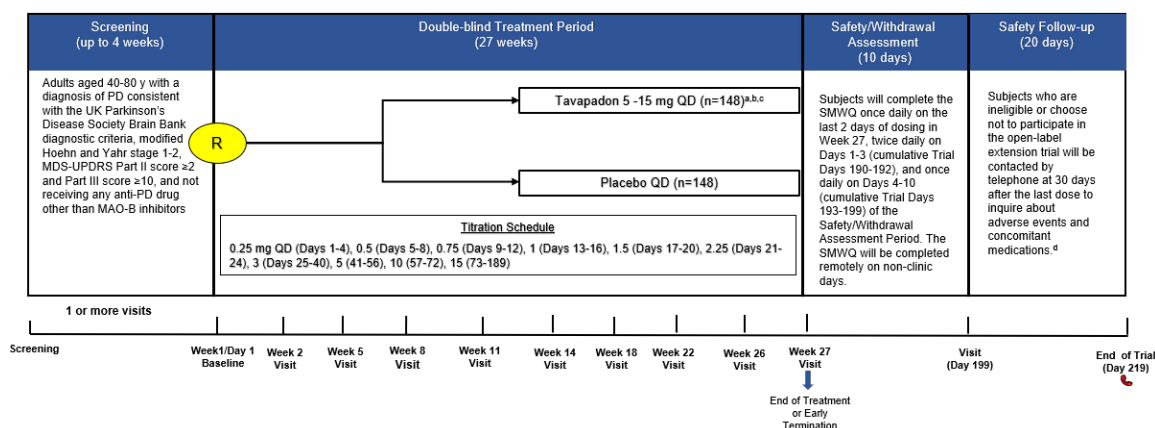 Screening
(up to 4 weeks)
Double-blind Treatment Period
(27 weeks)
Safety/Withdrawal
Assessment
(10 days)
Safety Follow-up
(20 days)
Adults aged 40-80 y with a
diagnosis of PD consistent
with the UK Parkinson's
Disease Society Brain Bank
diagnostic criteria, modified
Hoehn and Yahr stage 1-2,
MDS-UPDRS Part II score ≥2
and Part III score ≥10, and not
receiving any anti-PD drug
other than MAO-B inhibitors
R
Tavapadon 5 -15 mg QD (n=148)a,b,c
Placebo QD (n=148)
Titration Schedule
0.25 mg QD (Days 1-4), 0.5 (Days 5-8), 0.75 (Days 9-12), 1 (Days 13-16), 1.5 (Days 17-20), 2.25 (Days 21-
24), 3 (Days 25-40), 5 (41-56), 10 (57-72), 15 (73-189)
Subjects will complete the
SMWQ once daily on the
last 2 days of dosing in
Week 27, twice daily on
Days 1-3 (cumulative Trial
Days 190-192), and once
daily on Days 4-10
(cumulative Trial Days
193-199) of the
Safety/Withdrawal
Assessment Period. The
SMWQ will be completed
remotely on non-clinic
days.
Subjects who are
ineligible or choose
not to participate in
the open-label
extension trial will be
contacted by
telephone at 30 days
after the last dose to
inquire about
adverse events and
concomitant
medications.d
1 or more visits
Screening
Week1/Day 1
Baseline
Week 2
Visit
Week 5
Visit
Week 8
Visit
Week 11
Visit
Week 14
Visit
Week 18
Visit
Week 22
Visit
Week 26
Visit
Week 27
Visit
Visit
(Day 199)
End of Trial
(Day 219)
End of Treatment
or Early
Termination